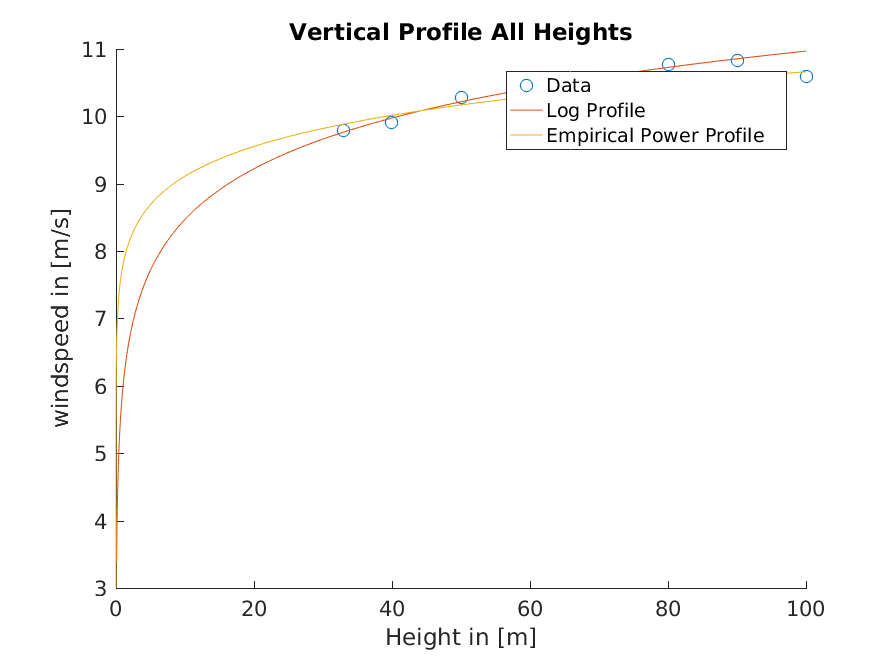 Vertical Profile All Heights
11
10
9
8
7
6
5
4
3
windspeed in [m/s]
Data
Log Profile
Empirical Power Profile
0 20 40 60 80 100
Height in [m]